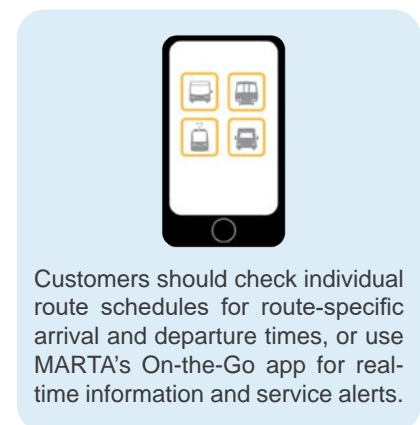 Customers should check individual
route schedules for route-specific
arrival and departure times, or use
MARTA's On-the-Go app for real-
time information and service alerts.